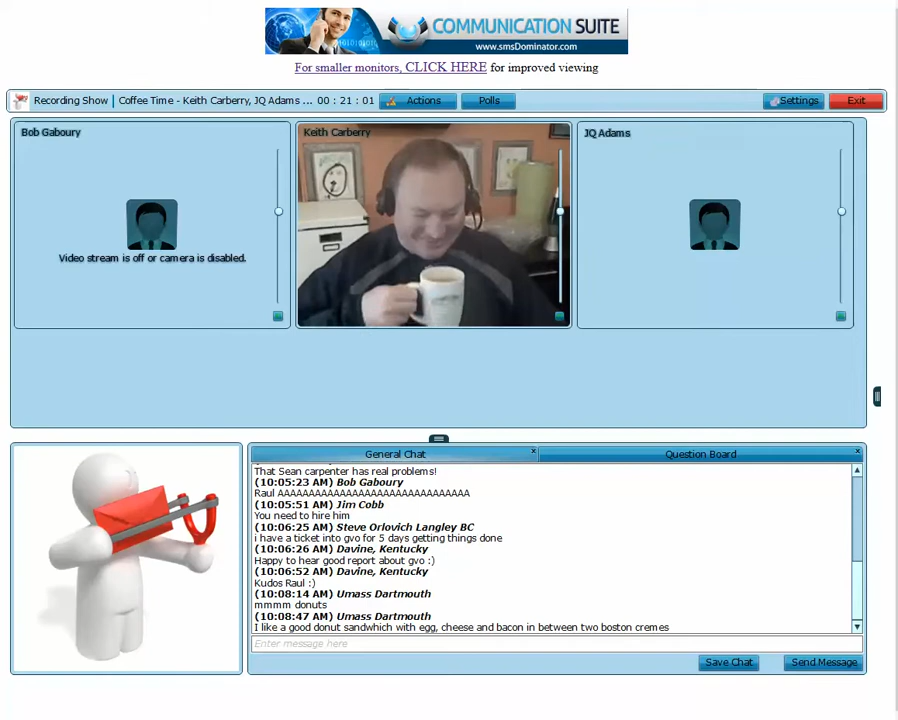 COMMUNICATION SUITE
www.smsDominator.com
For smaller monitors, CLICK HERE for improved viewing
Recording Show | Coffee Time - Keith Carberry, JQ Adams ... 00 : 21 : 01 Actions Polls Settings Exit
Bob Gaboury
Keith Carberry
JQ Adams
Video stream is off or camera is disabled.
General Chat x
Question Board x
That Sean carpenter has real problems!
(10:05:23 AM) Bob Gaboury
Raul AAAAAAAAAAAAAAAAAAAAAAAAAAAAAAA
(10:05:51 AM) Jim Cobb
You need to hire him
(10:06:25 AM) Steve Orlovich Langley BC
i have a ticket into gvo for 5 days getting things done
(10:06:26 AM) Davine, Kentucky
Happy to hear good report about gvo :)
(10:06:52 AM) Davine, Kentucky
Kudos Raul :)
(10:08:14 AM) Umass Dartmouth
mmmm donuts
(10:08:47 AM) Umass Dartmouth
I like a good donut sandwhich with egg, cheese and bacon in between two boston cremes
Enter message here
Save Chat Send Message